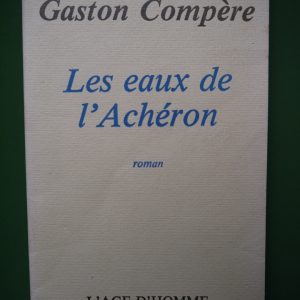 Gaston Compère
Les eaux de
l'Achéron
roman
L'AGE D'HOMME